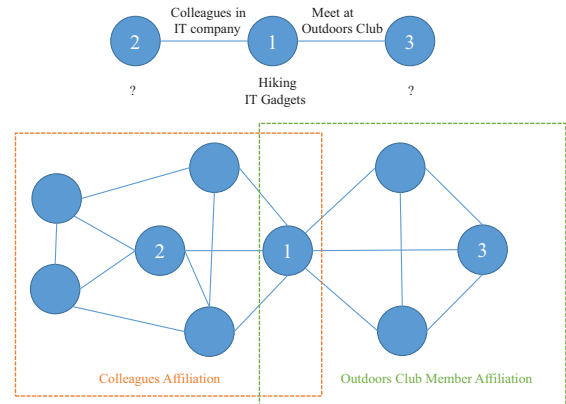 Colleagues in
IT company
Meet at
Outdoors Club
2
1
3
?
Hiking
IT Gadgets
?
2
1
3
Colleagues Affiliation
Outdoors Club Member Affiliation